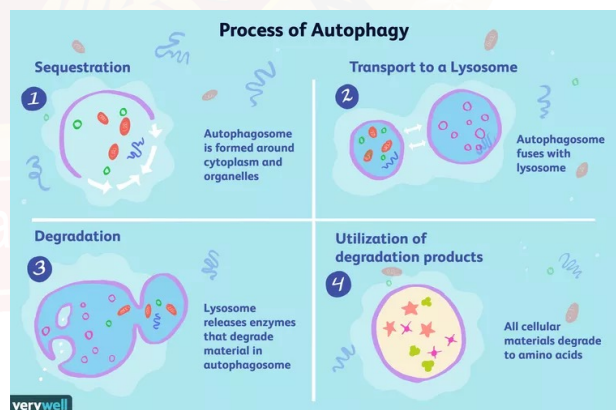 Process of Autophagy
Sequestration
1
Autophagosome
is formed around
cytoplasm and
organelles
Transport to a Lysosome
2
Autophagosome
fuses with
lysosome
Degradation
3
Lysosome
releases enzymes
that degrade
material in
autophagosome
Utilization of
degradation products
4
All cellular
materials degrade
to amino acids
verywell